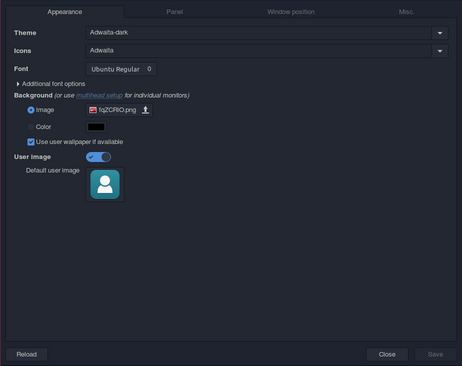 Appearance Panel Window position Misc.
Theme Adwaita-dark
Icons Adwaita
Font Ubuntu Regular 0
Additional font options
Background (or use multihead setup for individual monitors)
Image fqZCRlO.png
Color
Use user wallpaper if available
User image
Default user image
Reload Close Save